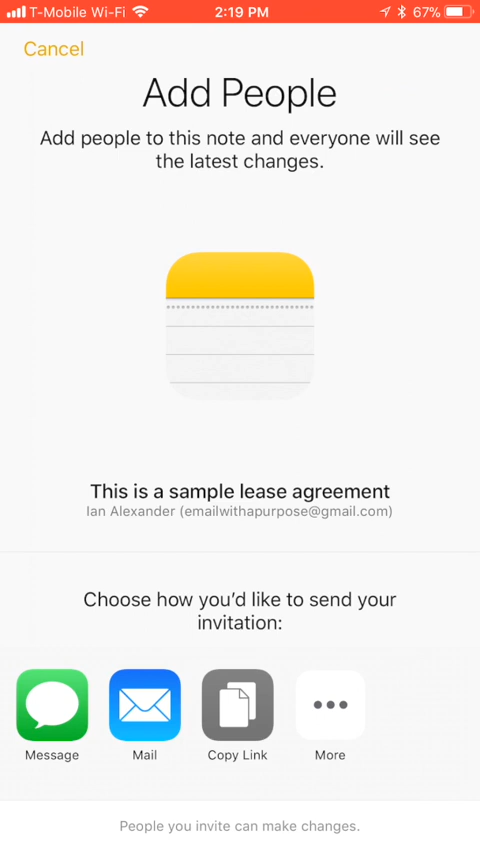 T-Mobile Wi-Fi 2:19 PM 67%
Cancel
Add People
Add people to this note and everyone will see
the latest changes.
This is a sample lease agreement
Ian Alexander (emailwithapurpose@gmail.com)
Choose how you’d like to send your
invitation:
Message Mail Copy Link More
People you invite can make changes.